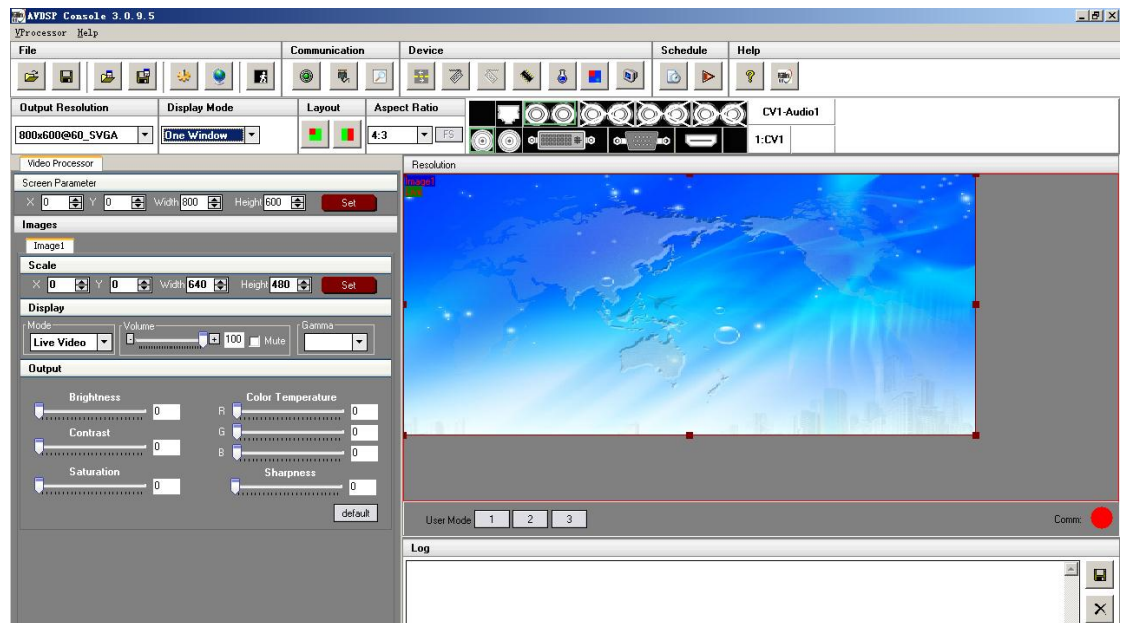 AVDSP Console 3.0.9.5
VProcessor Help
File Communication Device Schedule Help
Output Resolution Display Mode Layout Aspect Ratio CV1-Audio1
800x600@60_SVGA One Window 4:3 FS 1:CV1
Video Processor Resolution
Screen Parameter
X 0 Y 0 Width 800 Height 600 Set
Images
Image1
Scale
X 0 Y 0 Width 640 Height 480 Set
Display
Mode Volume Gamma
Live Video - + 100 Mute
Output
Brightness Color Temperature
0 R 0
Contrast G 0
0 B 0
Saturation Sharpness
0 0
default
Image1
User Mode 1 2 3 Comm:
Log